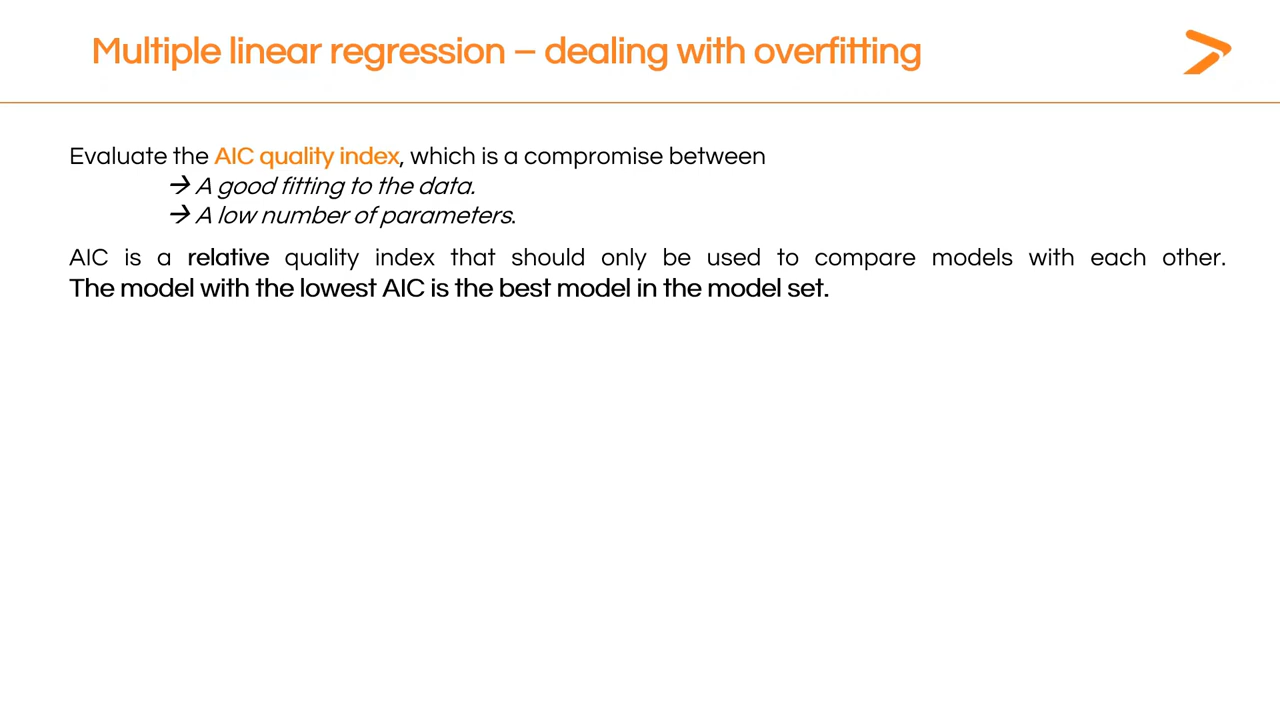 Multiple linear regression – dealing with overfitting
Evaluate the AIC quality index, which is a compromise between
→ A good fitting to the data.
→ A low number of parameters.
AIC is a relative quality index that should only be used to compare models with each other.
The model with the lowest AIC is the best model in the model set.